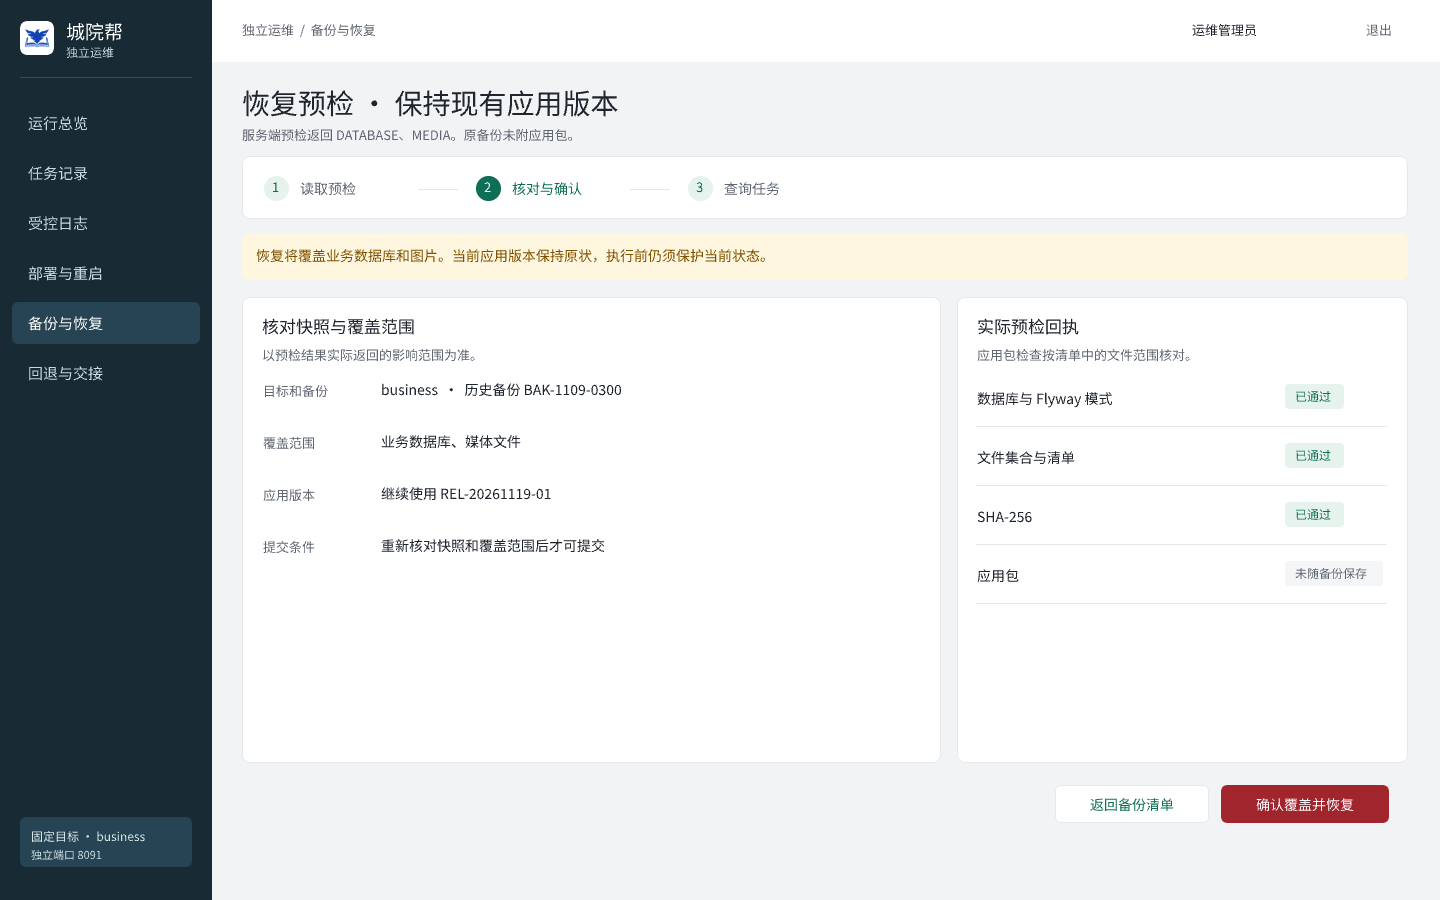 城院帮
独立运维
运行总览
任务记录
受控日志
部署与重启
备份与恢复
回退与交接
固定目标 · business
独立端口 8091
独立运维 / 备份与恢复
运维管理员
退出
恢复预检 · 保持现有应用版本
服务端预检返回 DATABASE、MEDIA。原备份未附应用包。
1 读取预检
2 核对与确认
3 查询任务
恢复将覆盖业务数据库和图片。当前应用版本保持原状，执行前仍须保护当前状态。
核对快照与覆盖范围
以预检结果实际返回的影响范围为准。
目标和备份 business · 历史备份 BAK-1109-0300
覆盖范围 业务数据库、媒体文件
应用版本 继续使用 REL-20261119-01
提交条件 重新核对快照和覆盖范围后才可提交
实际预检回执
应用包检查按清单中的文件范围核对。
数据库与 Flyway 模式 已通过
文件集合与清单 已通过
SHA-256 已通过
应用包 未随备份保存
返回备份清单
确认覆盖并恢复